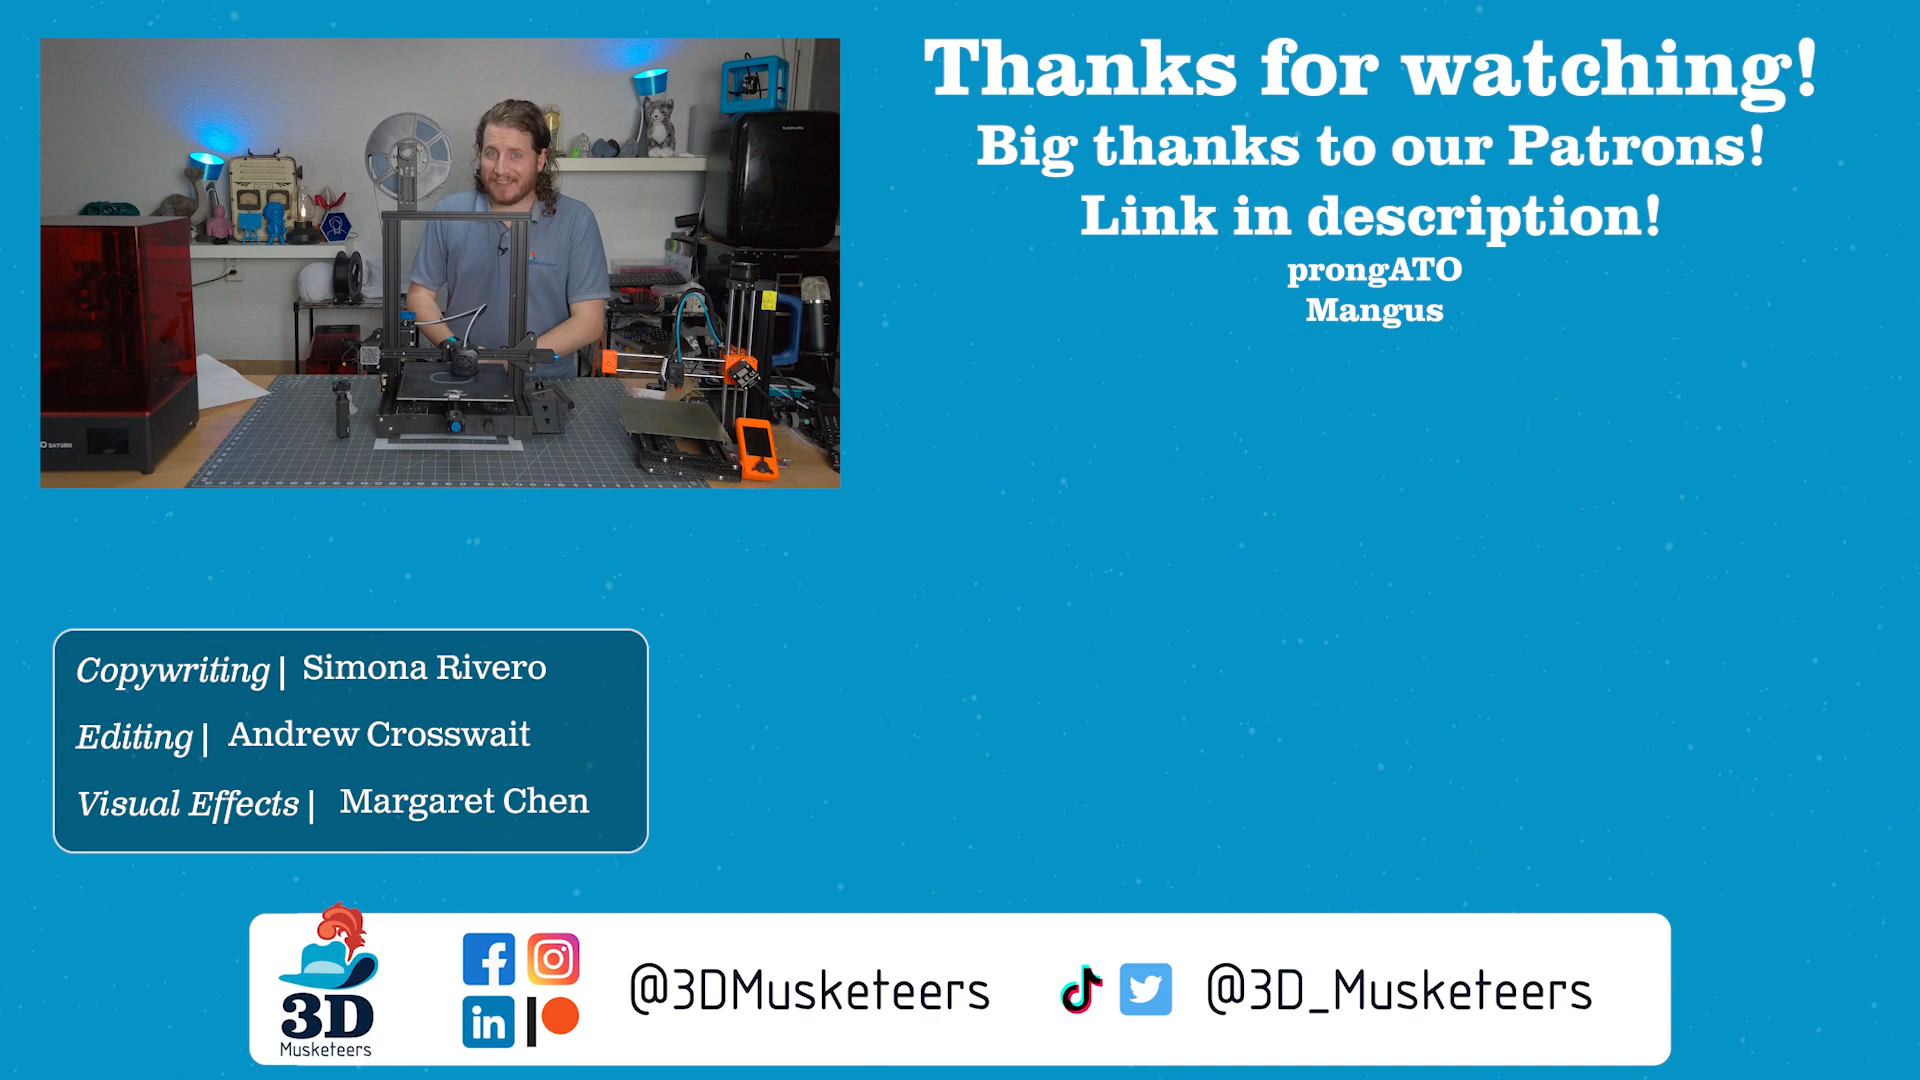 Thanks for watching!
Big thanks to our Patrons!
Link in description!
prongATO
Mangus
SATURN
Copywriting | Simona Rivero
Editing | Andrew Crosswait
Visual Effects | Margaret Chen
3D
Musketeers
@3DMusketeers
@3D_Musketeers